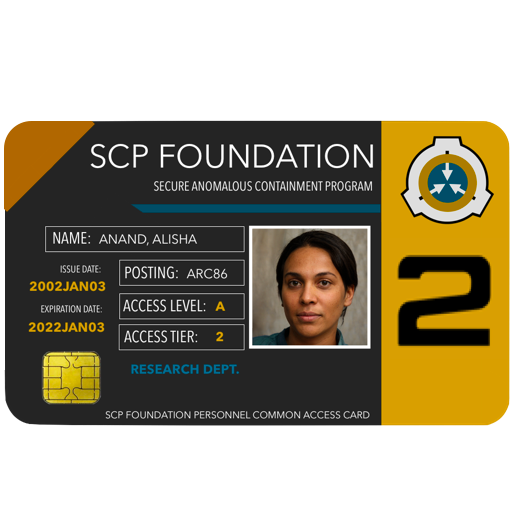 SCP FOUNDATION
SECURE ANOMALOUS CONTAINMENT PROGRAM
NAME: ANAND, ALISHA
ISSUE DATE:
2002JAN03
EXPIRATION DATE:
2022JAN03
POSTING: ARC86
ACCESS LEVEL: A
ACCESS TIER: 2
RESEARCH DEPT.
SCP FOUNDATION PERSONNEL COMMON ACCESS CARD
2